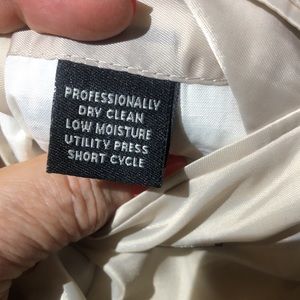 PROFESSIONALLY
DRY CLEAN
LOW MOISTURE
UTILITY PRESS
SHORT CYCLE